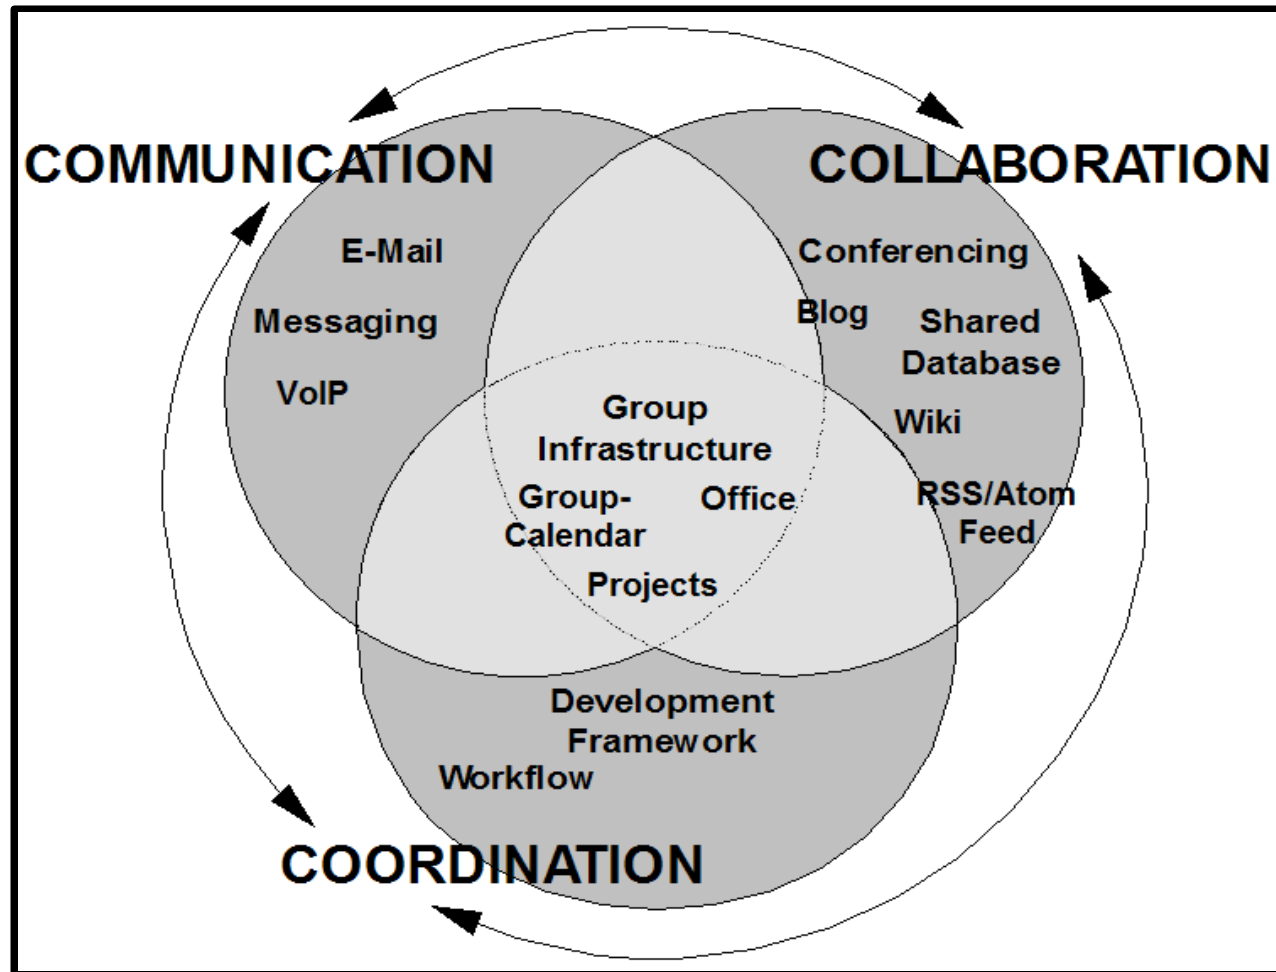 COMMUNICATION
COLLABORATION
E-Mail
Messaging
VoIP
Conferencing
Blog
Shared
Database
Wiki
RSS/Atom
Feed
Group
Infrastructure
Group-
Calendar
Office
Projects
Development
Framework
Workflow
COORDINATION